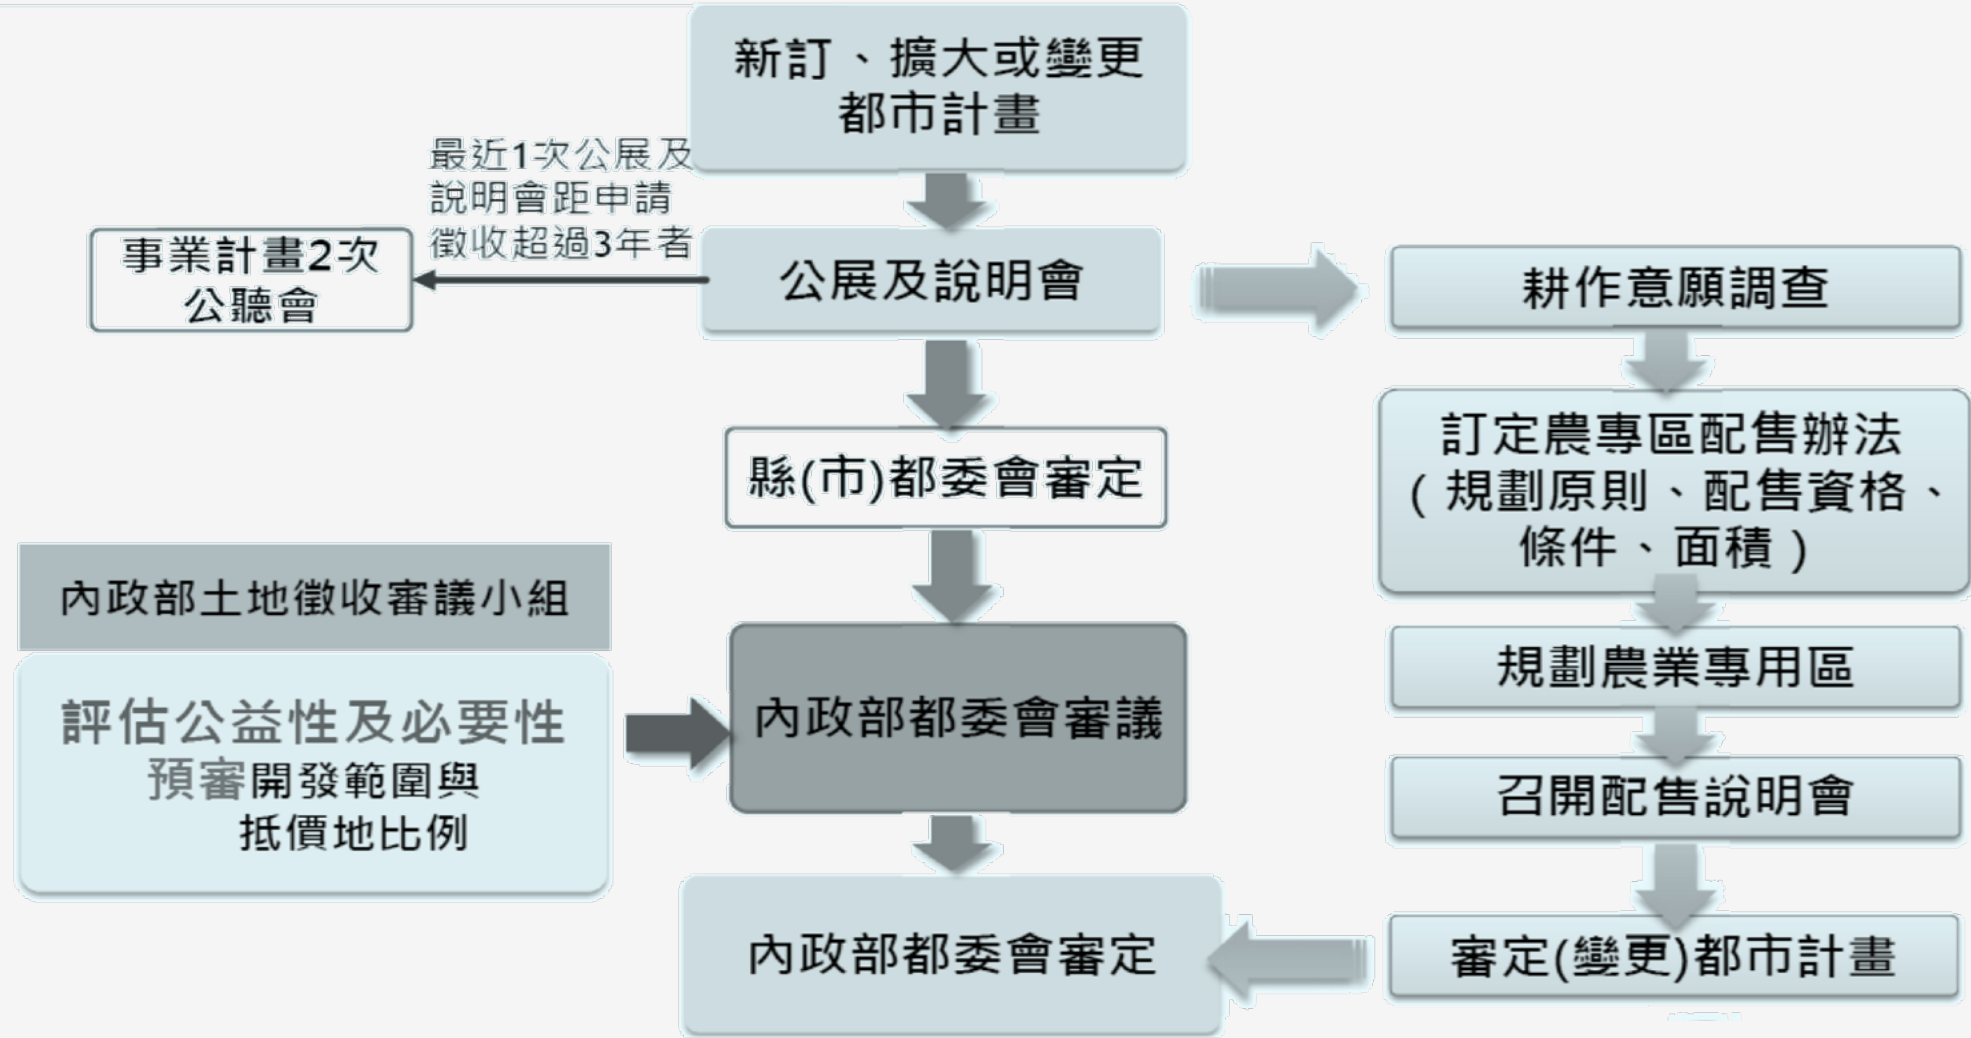 新訂、擴大或變更
都市計畫
最近1次公展及
說明會距申請
徵收超過3年者
事業計畫2次
公聽會
公展及說明會
耕作意願調查
訂定農專區配售辦法
（規劃原則、配售資格、
條件、面積）
縣(市)都委會審定
內政部土地徵收審議小組
評估公益性及必要性
預審開發範圍與
抵價地比例
內政部都委會審議
規劃農業專用區
召開配售說明會
內政部都委會審定
審定(變更)都市計畫